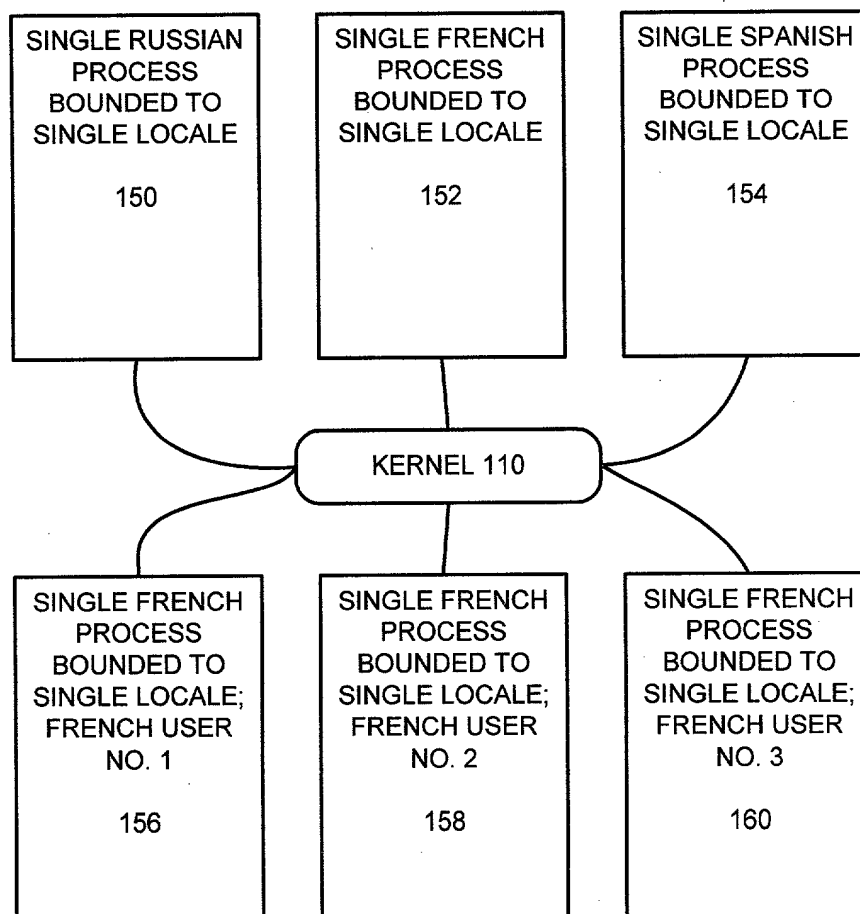 SINGLE RUSSIAN
PROCESS
BOUNDED TO
SINGLE LOCALE
150
SINGLE FRENCH
PROCESS
BOUNDED TO
SINGLE LOCALE
152
SINGLE SPANISH
PROCESS
BOUNDED TO
SINGLE LOCALE
154
KERNEL 110
SINGLE FRENCH
PROCESS
BOUNDED TO
SINGLE LOCALE;
FRENCH USER
NO. 1
156
SINGLE FRENCH
PROCESS
BOUNDED TO
SINGLE LOCALE;
FRENCH USER
NO. 2
158
SINGLE FRENCH
PROCESS
BOUNDED TO
SINGLE LOCALE;
FRENCH USER
NO. 3
160